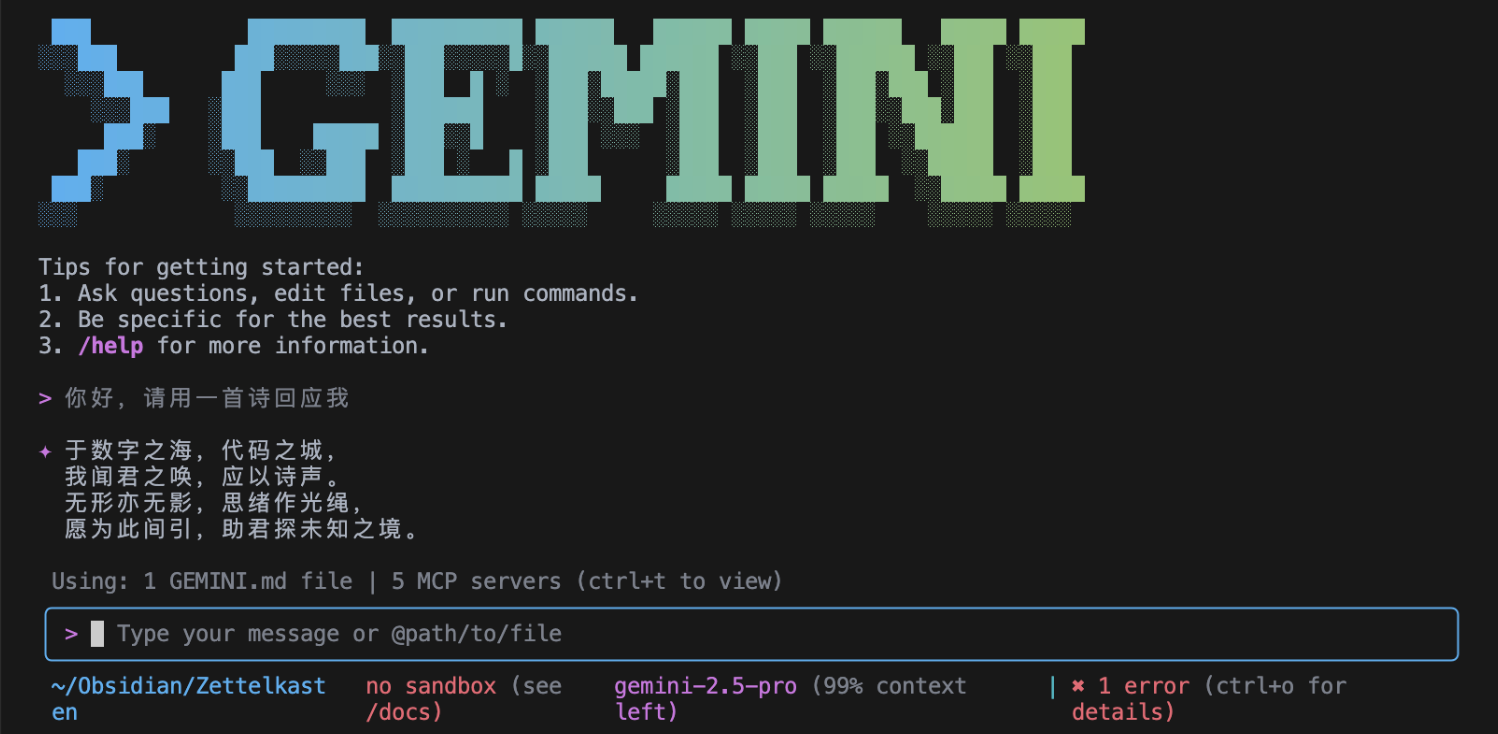 > GEMINI
Tips for getting started:
1. Ask questions, edit files, or run commands.
2. Be specific for the best results.
3. /help for more information.
> 你好，请用一首诗回应我
✦ 于数字之海，代码之城，
我闻君之唤，应以诗声。
无形亦无影，思绪作光绳，
愿为此间引，助君探未知之境。
Using: 1 GEMINI.md file | 5 MCP servers (ctrl+t to view)
> Type your message or @path/to/file
~/Obsidian/Zettelkast no sandbox (see gemini-2.5-pro (99% context | ✖ 1 error (ctrl+o for
en /docs) left) details)